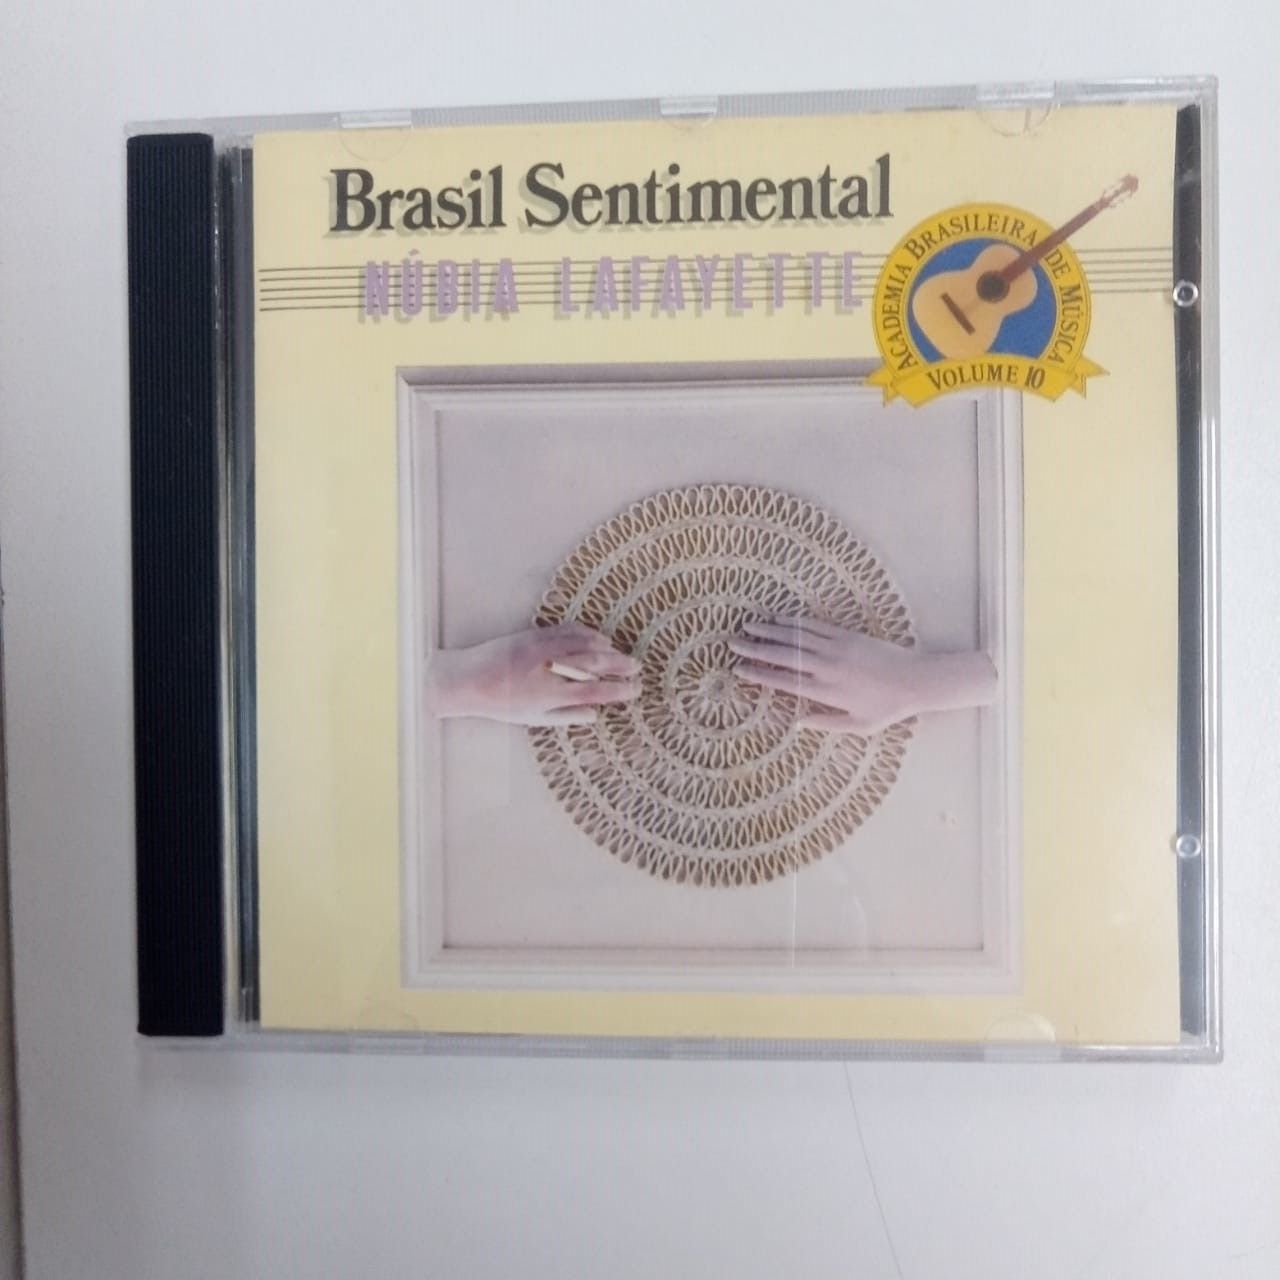 Brasil Sentimental
NÚBIA LAFAYETTE
ACADEMIA BRASILEIRA DE MÚSICA
VOLUME 10